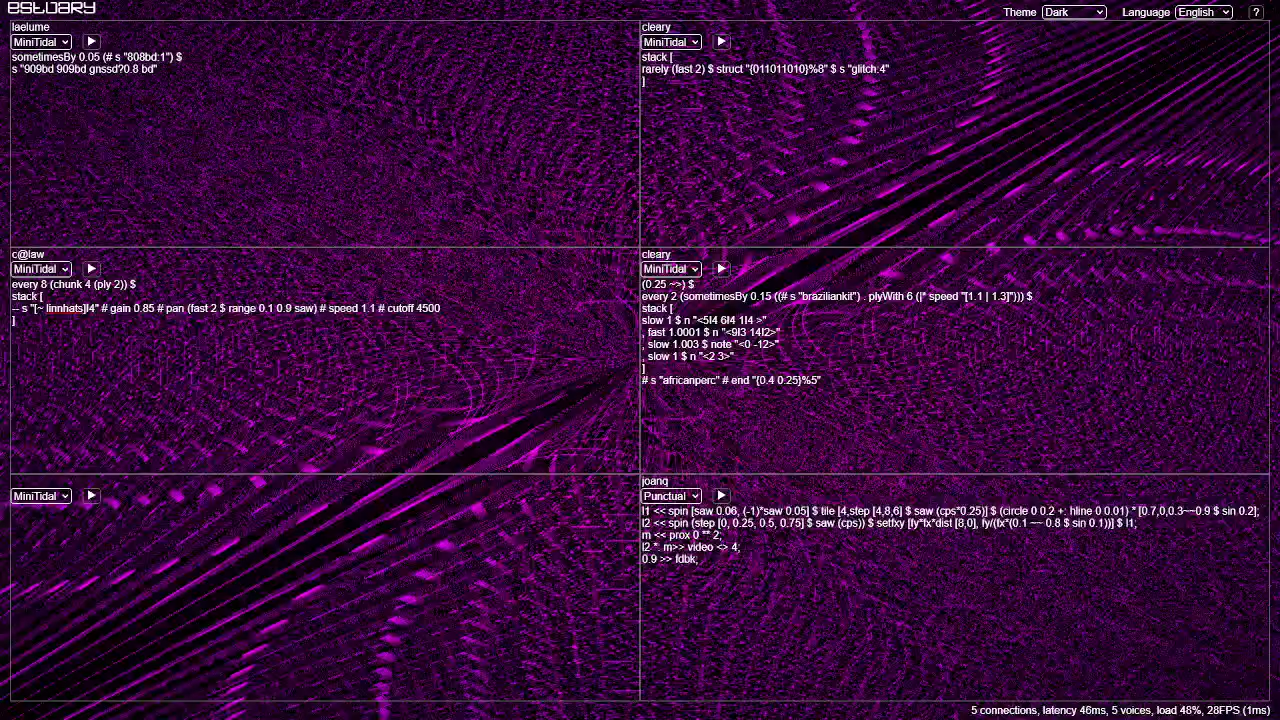 estuary
Theme Dark Language English ?
laelume
MiniTidal
sometimesBy 0.05 (# s "808bd:1") $
s "909bd 909bd gnssd?0.8 bd"
cleary
MiniTidal
stack [
rarely (fast 2) $ struct "{011011010}%8" $ s "glitch:4"
]
c@law
MiniTidal
every 8 (chunk 4 (ply 2)) $
stack [
-- s "[~ linnhats]!4" # gain 0.85 # pan (fast 2 $ range 0.1 0.9 saw) # speed 1.1 # cutoff 4500
]
cleary
MiniTidal
(0.25 ~>) $
every 2 (sometimesBy 0.15 ((# s "braziliankit") . plyWith 6 (|* speed "[1.1 | 1.3]"))) $
stack [
slow 1 $ n "<5!4 6!4 1!4 >"
, fast 1.0001 $ n "<9!3 14!2>"
, slow 1.003 $ note "<0 -12>"
, slow 1 $ n "<2 3>"
]
# s "africanperc" # end "{0.4 0.25}%5"
MiniTidal
joanq
Punctual
l1 << spin [saw 0.06, (-1)*saw 0.05] $ tile [4,step [4,8,6] $ saw (cps*0.25)] $ (circle 0 0.2 +: hline 0 0.01) * [0.7,0,0.3~~0.9 $ sin 0.2];
l2 << spin (step [0, 0.25, 0.5, 0.75] $ saw (cps)) $ setfxy [fy*fx*dist [8,0], fy/(fx*(0.1 ~~ 0.8 $ sin 0.1))] $ l1;
m << prox 0 ** 2;
l2 *: m>> video <> 4;
0.9 >> fdbk;
5 connections, latency 46ms, 5 voices, load 48%, 28FPS (1ms)